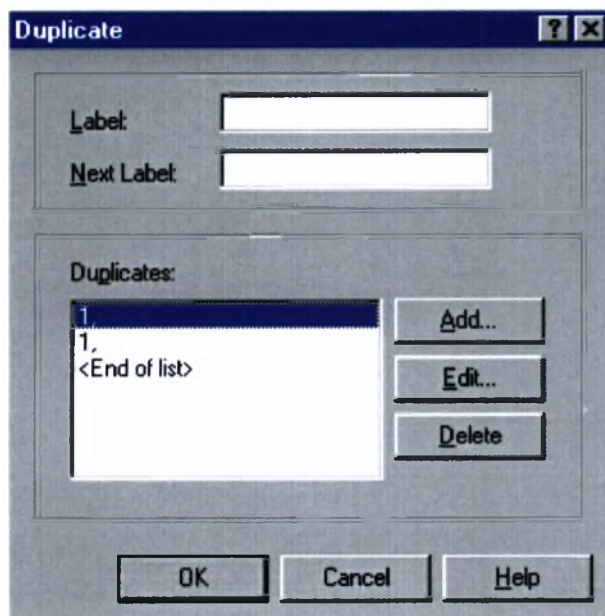 Duplicate
Label:
Next Label:
Duplicates:
1,
1,
<End of list>
Add...
Edit...
Delete
OK
Cancel
Help